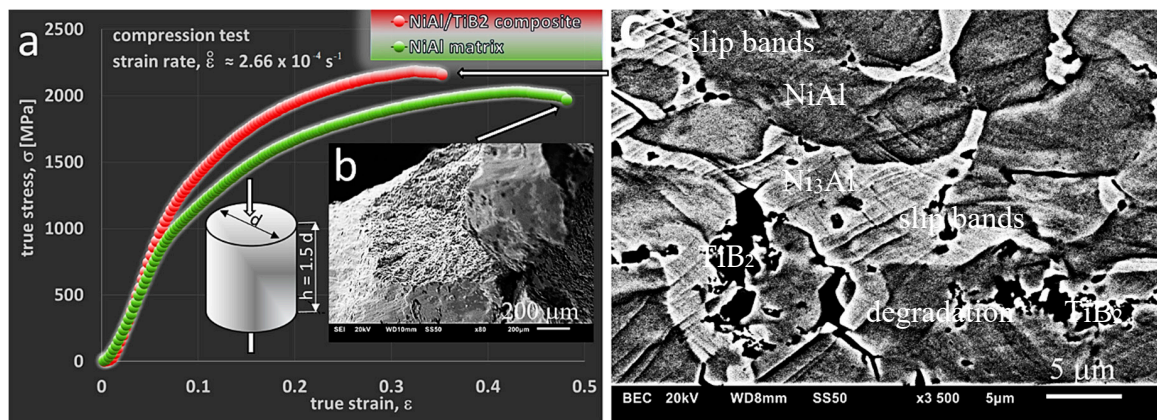 a
2500
2000
1500
1000
500
0
true stress, σ [MPa]
compression test
strain rate, ε̊ ≈ 2.66 x 10⁻⁴ s⁻¹
NiAl/TiB2 composite
NiAl matrix
d
h = 1.5 d
0
0.1
0.2
0.3
0.4
0.5
true strain, ε
b
200 µm
SEI 20kV WD10mm SS50 x80 200µm
c
slip bands
NiAl
Ni₃Al
slip bands
TiB₂
degradation
TiB₂
5 µm
BEC 20kV WD8mm SS50 x3 500 5µm